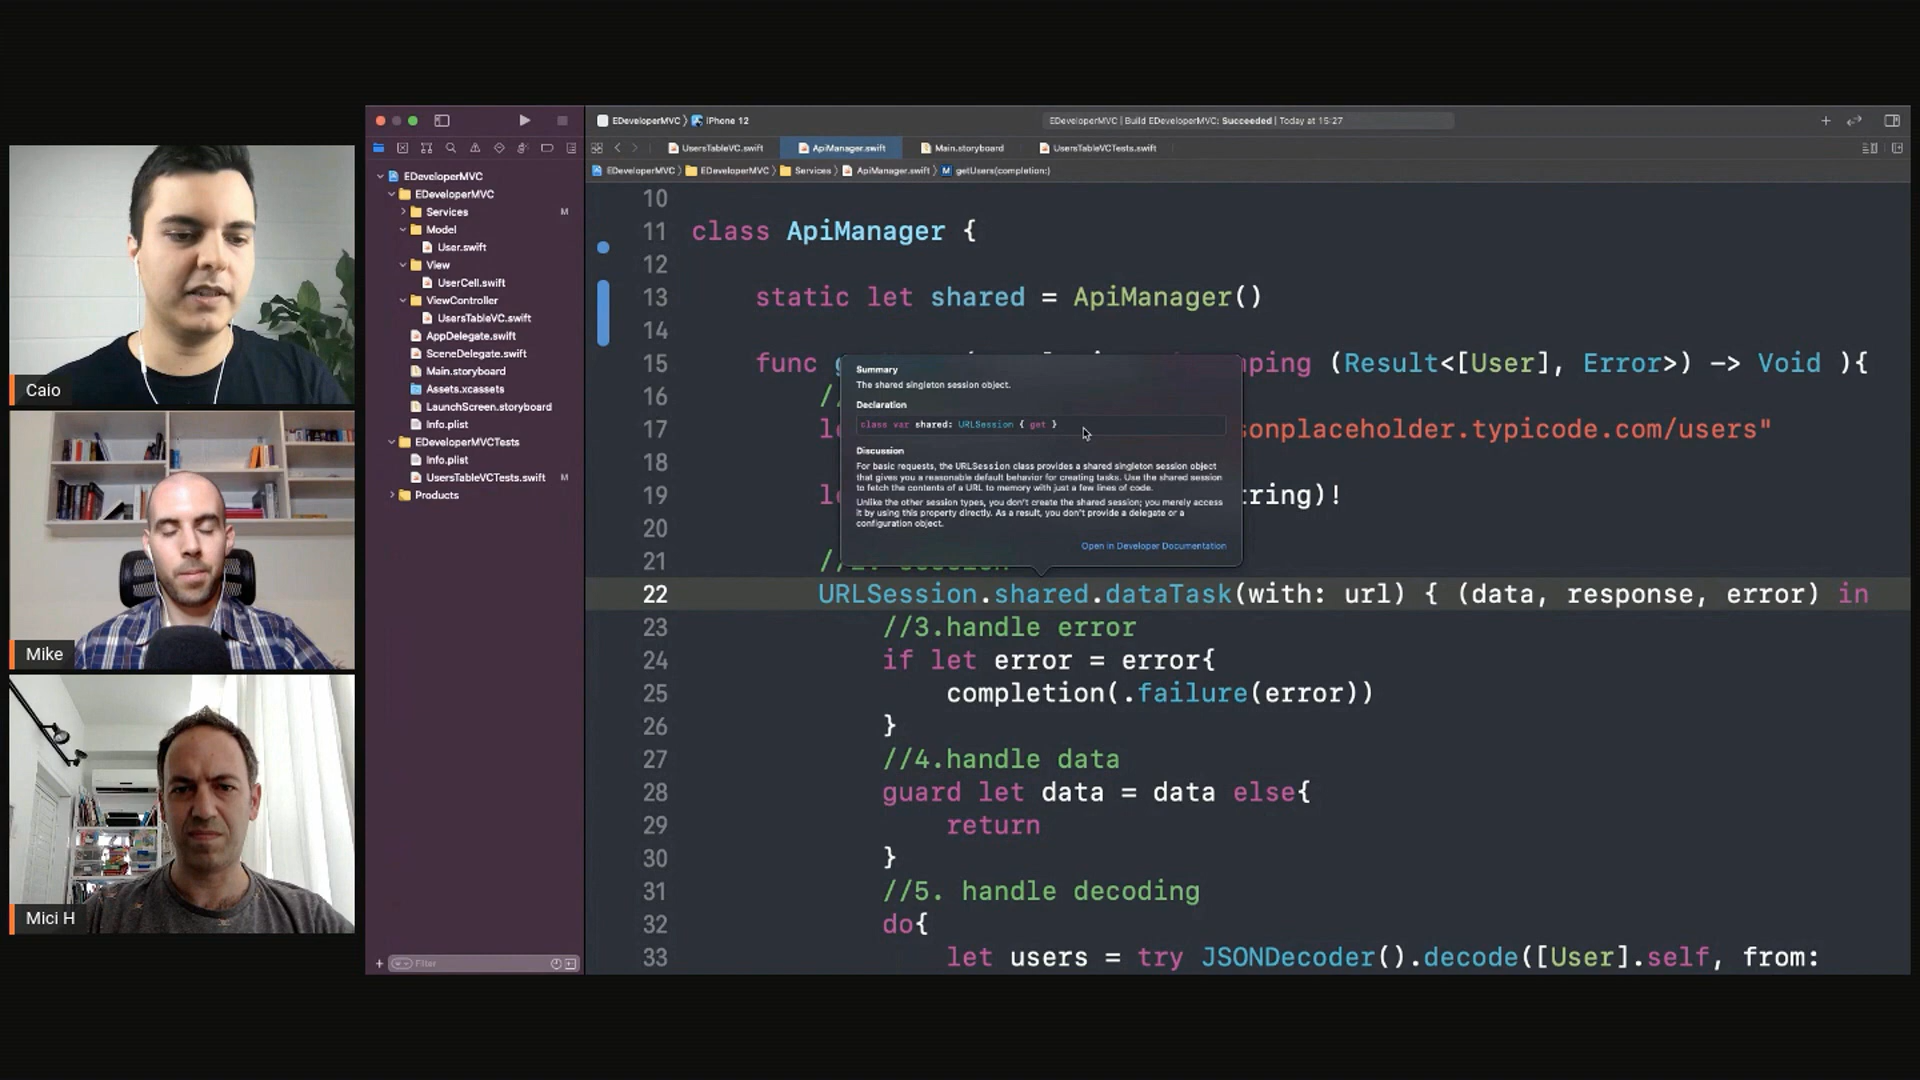 Caio
Mike
Mici H
EDeveloperMVC
EDeveloperMVC
Services M
Model
User.swift
View
UserCell.swift
ViewController
UsersTableVC.swift
AppDelegate.swift
SceneDelegate.swift
Main.storyboard
Assets.xcassets
LaunchScreen.storyboard
Info.plist
EDeveloperMVCTests
Info.plist
UsersTableVCTests.swift M
Products
Filter
EDeveloperMVC iPhone 12
EDeveloperMVC | Build EDeveloperMVC: Succeeded | Today at 15:27
UsersTableVC.swift ApiManager.swift Main.storyboard UsersTableVCTests.swift
EDeveloperMVC EDeveloperMVC Services ApiManager.swift M getUsers(completion:)
10
11 class ApiManager {
12
13 static let shared = ApiManager()
14
15 func ping (Result<[User], Error>) -> Void ){
16 /
17 l onplaceholder.typicode.com/users"
18
19 l ring)!
20
21 //
22 URLSession.shared.dataTask(with: url) { (data, response, error) in
23 //3.handle error
24 if let error = error{
25 completion(.failure(error))
26 }
27 //4.handle data
28 guard let data = data else{
29 return
30 }
31 //5. handle decoding
32 do{
33 let users = try JSONDecoder().decode([User].self, from:
Summary
The shared singleton session object.
Declaration
class var shared: URLSession { get }
Discussion
For basic requests, the URLSession class provides a shared singleton session object
that gives you a reasonable default behavior for creating tasks. Use the shared session
to fetch the contents of a URL to memory with just a few lines of code.
Unlike the other session types, you don't create the shared session; you merely access
it by using this property directly. As a result, you don't provide a delegate or a
configuration object.
Open in Developer Documentation